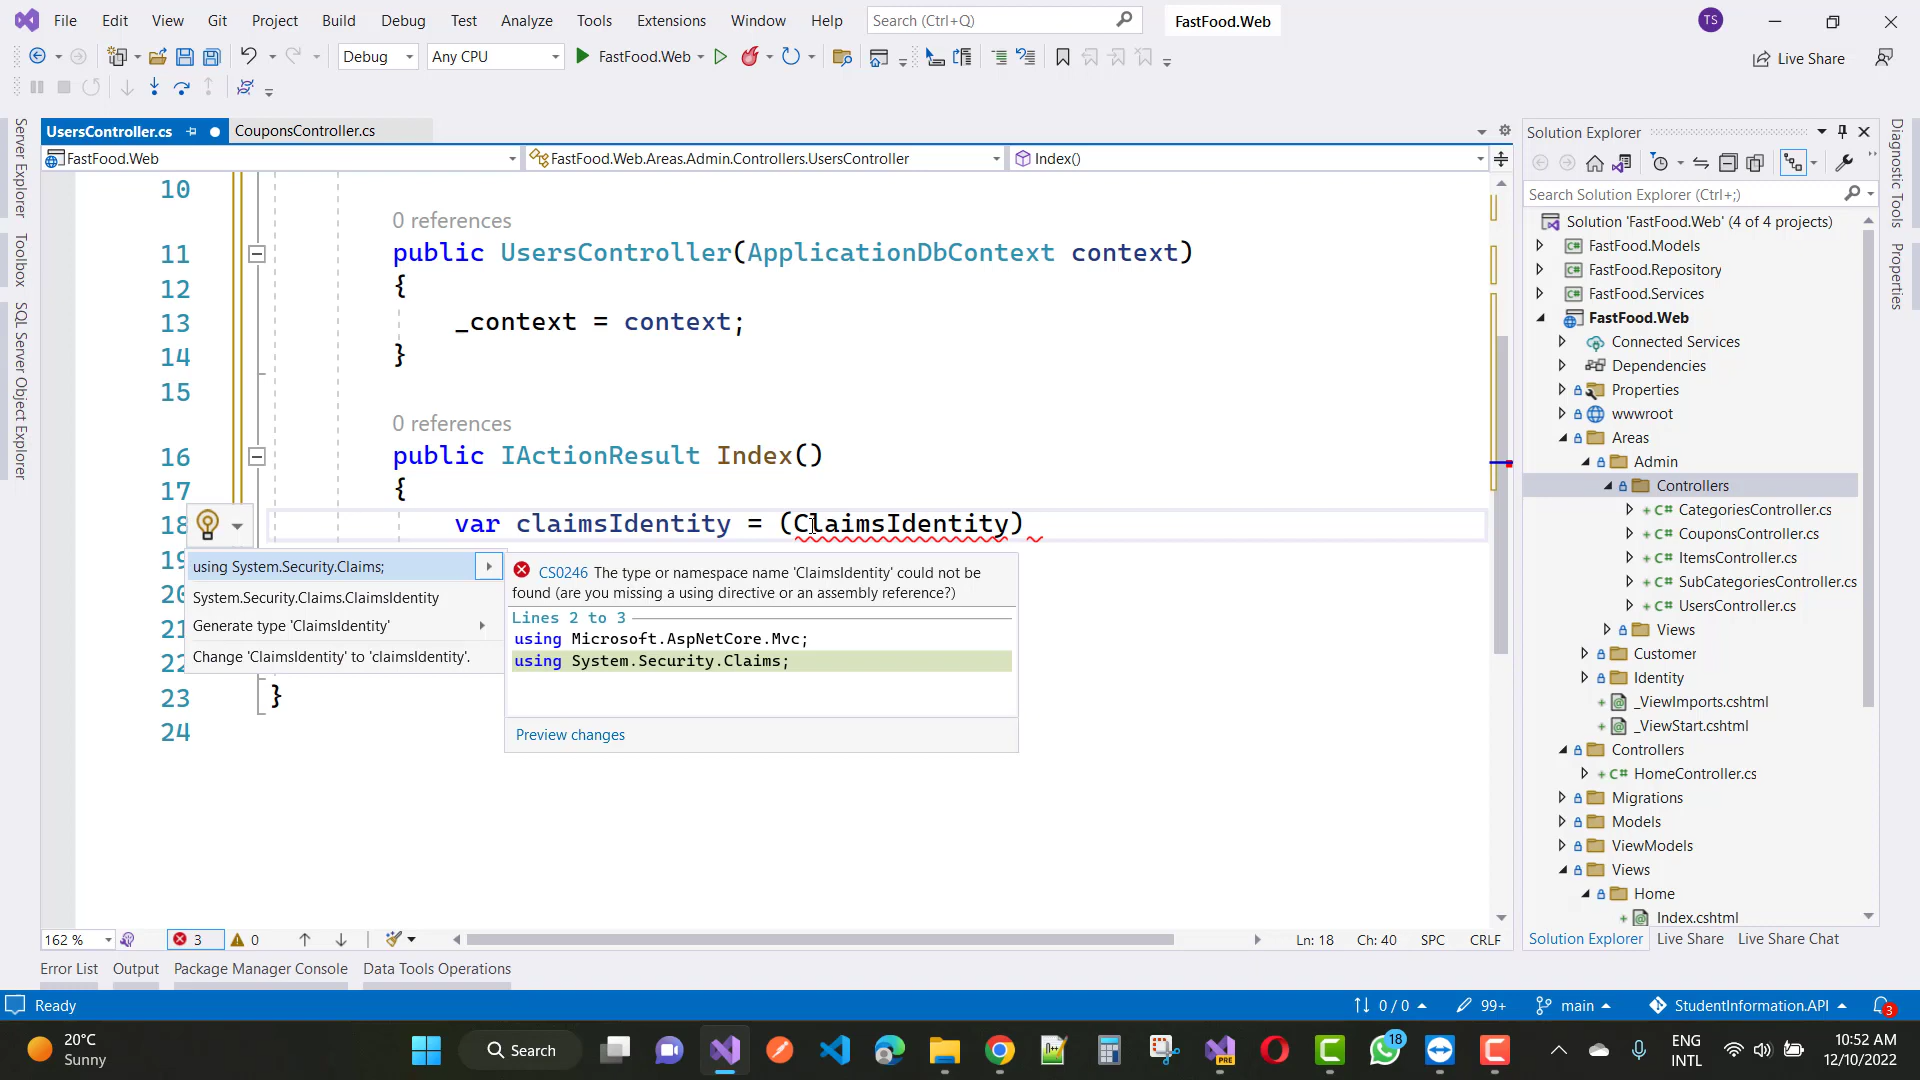 File Edit View Git Project Build Debug Test Analyze Tools Extensions Window Help Search (Ctrl+Q) FastFood.Web TS
Debug Any CPU FastFood.Web Live Share
UsersController.cs CouponsController.cs
FastFood.Web FastFood.Web.Areas.Admin.Controllers.UsersController Index()
Server Explorer
Toolbox
SQL Server Object Explorer
10
0 references
11 public UsersController(ApplicationDbContext context)
12 {
13 _context = context;
14 }
15
0 references
16 public IActionResult Index()
17 {
18 var claimsIdentity = (ClaimsIdentity)
19
20
21
22
23 }
24
using System.Security.Claims;
System.Security.Claims.ClaimsIdentity
Generate type 'ClaimsIdentity'
Change 'ClaimsIdentity' to 'claimsIdentity'.
CS0246 The type or namespace name 'ClaimsIdentity' could not be
found (are you missing a using directive or an assembly reference?)
Lines 2 to 3
using Microsoft.AspNetCore.Mvc;
using System.Security.Claims;
Preview changes
162 % 3 0 Ln: 18 Ch: 40 SPC CRLF
Solution Explorer
Search Solution Explorer (Ctrl+;)
Solution 'FastFood.Web' (4 of 4 projects)
FastFood.Models
FastFood.Repository
FastFood.Services
FastFood.Web
Connected Services
Dependencies
Properties
wwwroot
Areas
Admin
Controllers
CategoriesController.cs
CouponsController.cs
ItemsController.cs
SubCategoriesController.cs
UsersController.cs
Views
Customer
Identity
_ViewImports.cshtml
_ViewStart.cshtml
Controllers
HomeController.cs
Migrations
Models
ViewModels
Views
Home
Index.cshtml
Solution Explorer Live Share Live Share Chat
Diagnostic Tools
Properties
Error List Output Package Manager Console Data Tools Operations
Ready 0 / 0 99+ main StudentInformation.API 3
20°C
Sunny
Search
PRE
18
ENG
INTL
10:52 AM
12/10/2022